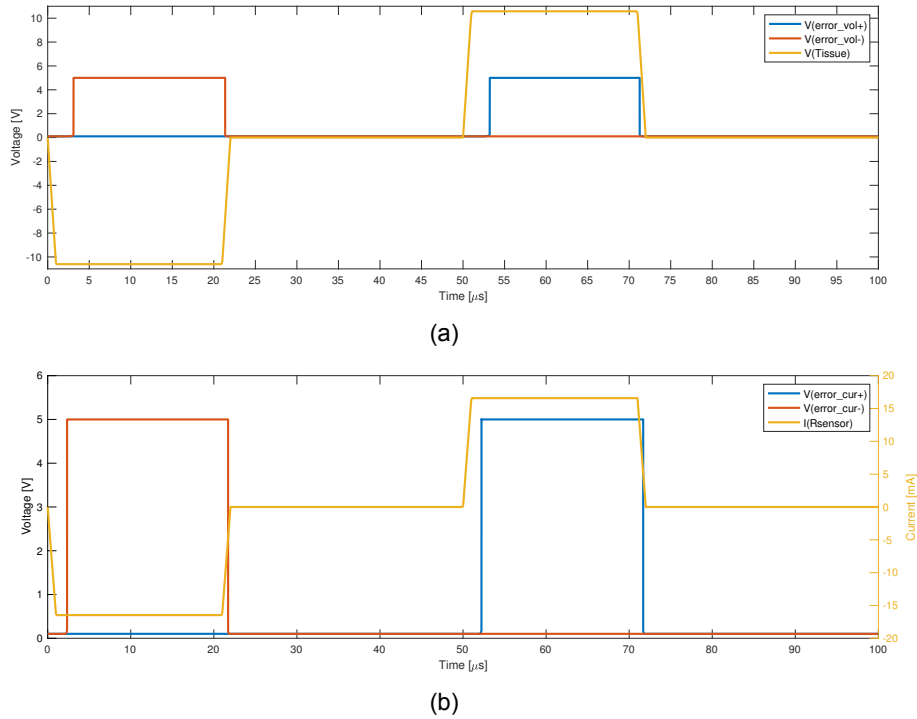 10
8
6
4
2
0
-2
-4
-6
-8
-10
Voltage [V]
V(error_vol+)
V(error_vol-)
V(Tissue)
0 5 10 15 20 25 30 35 40 45 50 55 60 65 70 75 80 85 90 95 100
Time [μs]
(a)
6
5
4
3
2
1
0
Voltage [V]
V(error_cur+)
V(error_cur-)
I(Rsensor)
20
15
10
5
0
-5
-10
-15
-20
Current [mA]
0 10 20 30 40 50 60 70 80 90 100
Time [μs]
(b)